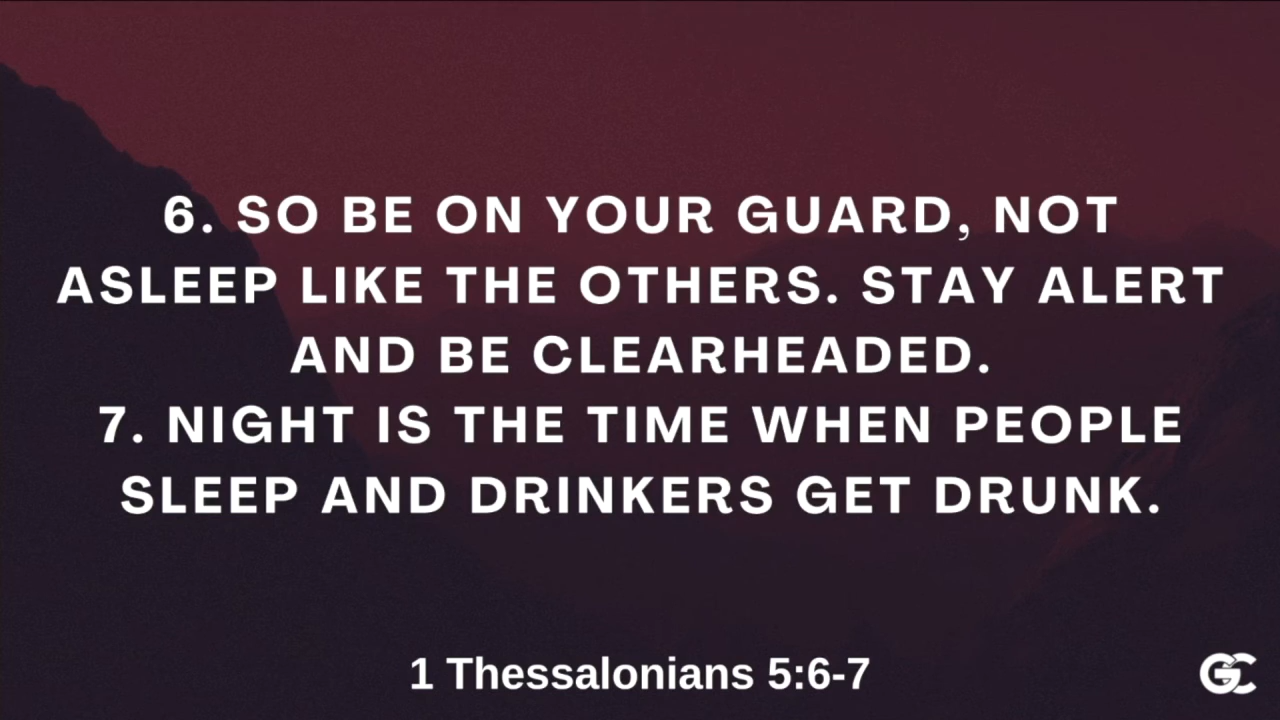 6. SO BE ON YOUR GUARD, NOT
ASLEEP LIKE THE OTHERS. STAY ALERT
AND BE CLEARHEADED.
7. NIGHT IS THE TIME WHEN PEOPLE
SLEEP AND DRINKERS GET DRUNK.
1 Thessalonians 5:6-7
GC